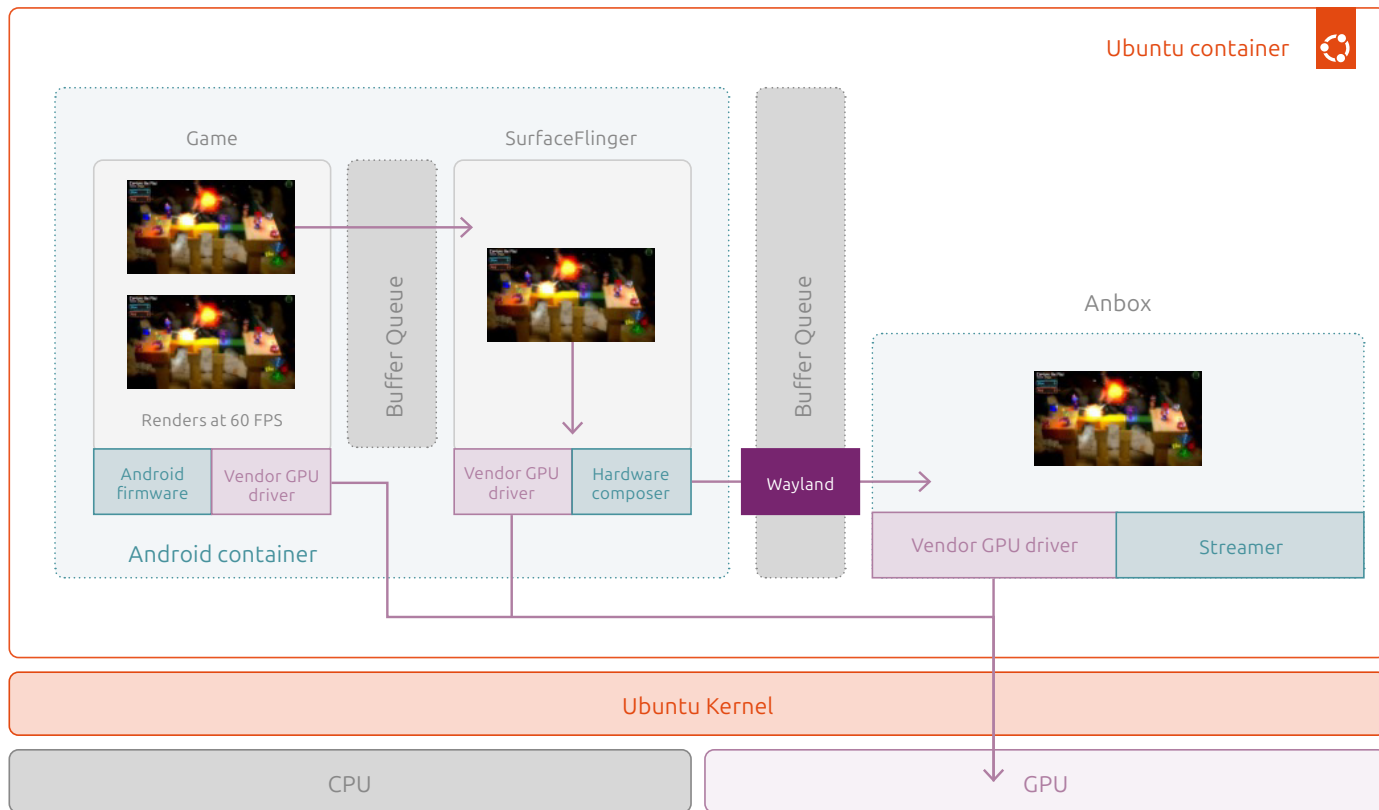 Ubuntu container
Game
SurfaceFlinger
Buffer Queue
Buffer Queue
Anbox
Renders at 60 FPS
Android
firmware
Vendor GPU
driver
Vendor GPU
driver
Hardware
composer
Wayland
Vendor GPU driver
Streamer
Android container
Ubuntu Kernel
CPU
GPU